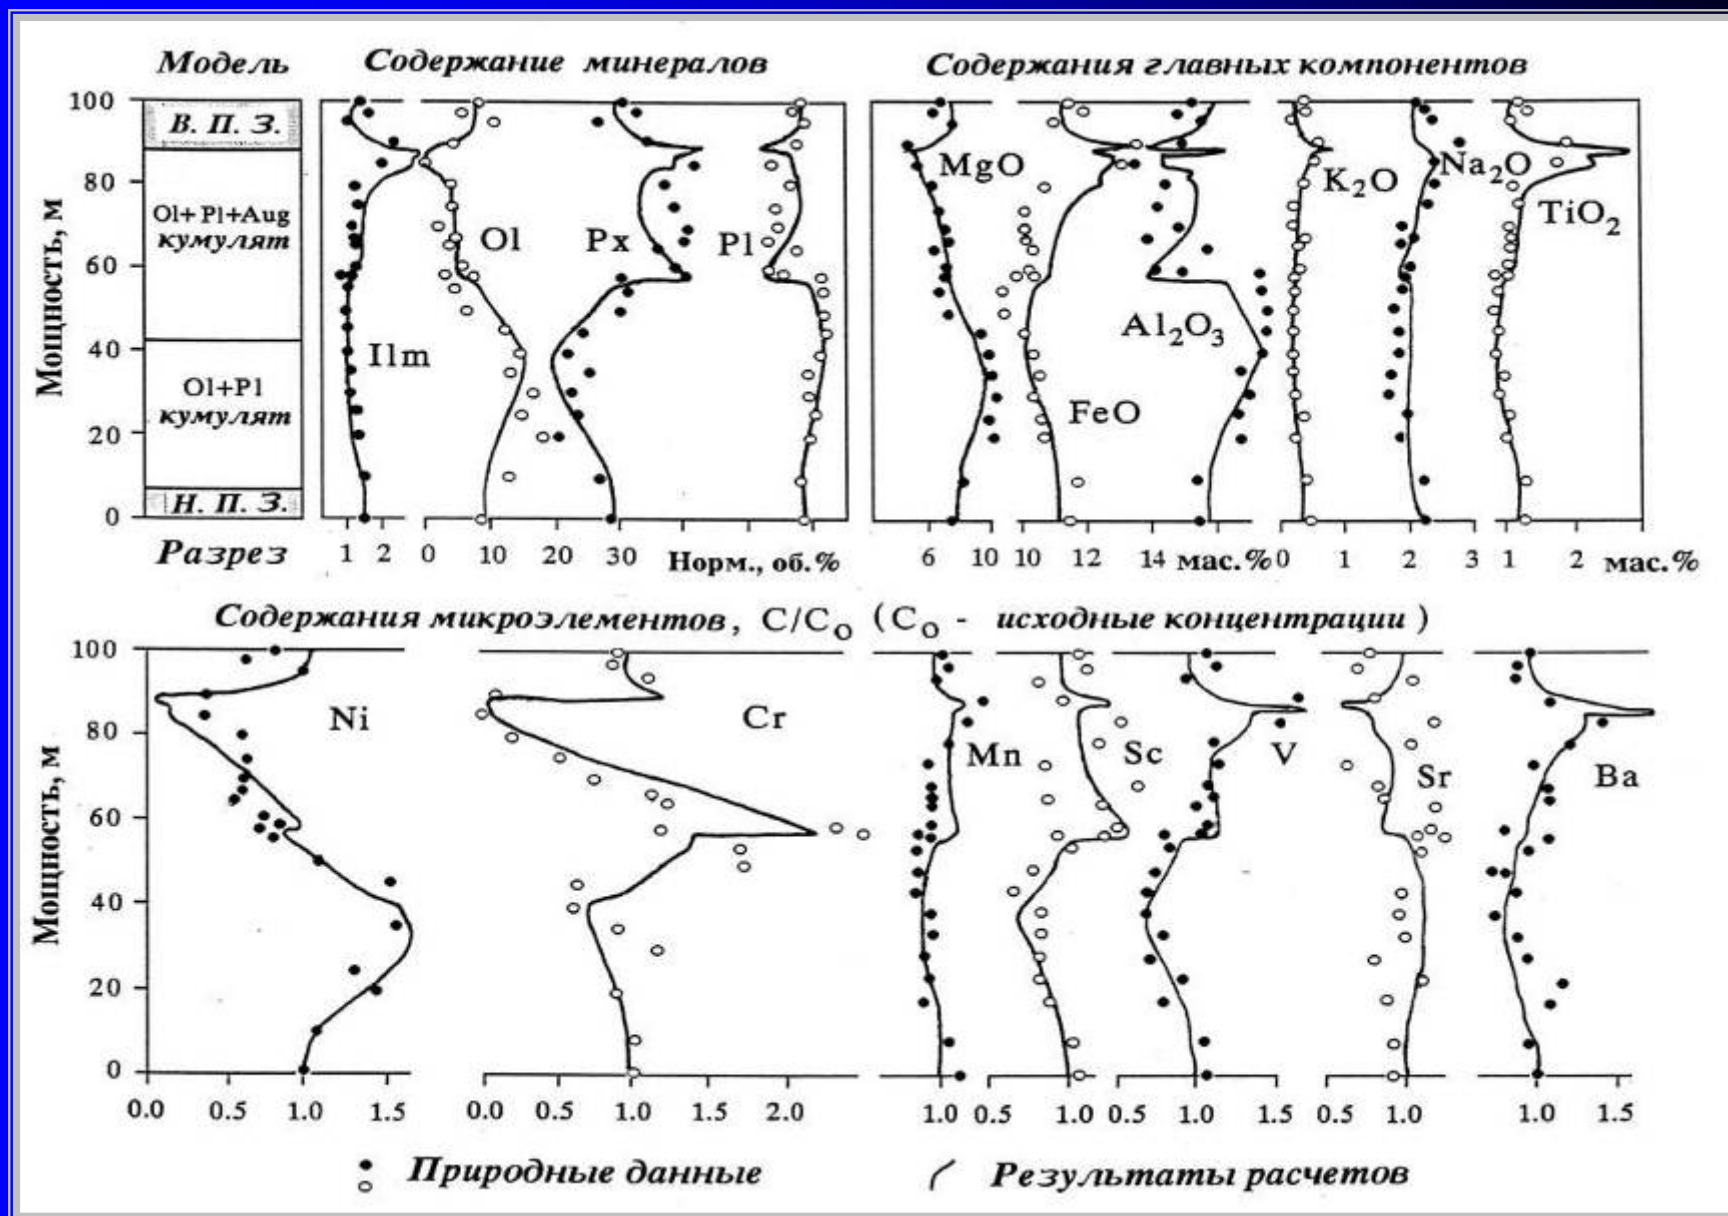 Модель Содержание минералов Содержания главных компонентов
100
80
60
40
20
0
Мощность, м
В. П. З.
Ol+Pl+Aug
кумулят
Ol+Pl
кумулят
Н. П. З.
Ilm Ol Px Pl
MgO FeO Al₂O₃ K₂O Na₂O TiO₂
Разрез 1 2 0 10 20 30 Норм., об.% 6 10 10 12 14 мас.% 0 1 2 3 1 2 мас.%
Содержания микроэлементов, C/C₀ (C₀ - исходные концентрации)
100
80
60
40
20
0
Мощность, м
Ni Cr Mn Sc V Sr Ba
0.0 0.5 1.0 1.5 0.0 0.5 1.0 1.5 2.0 1.0 0.5 1.0 0.5 1.0 1.5 0.5 1.0 1.0 1.5
Природные данные Результаты расчетов